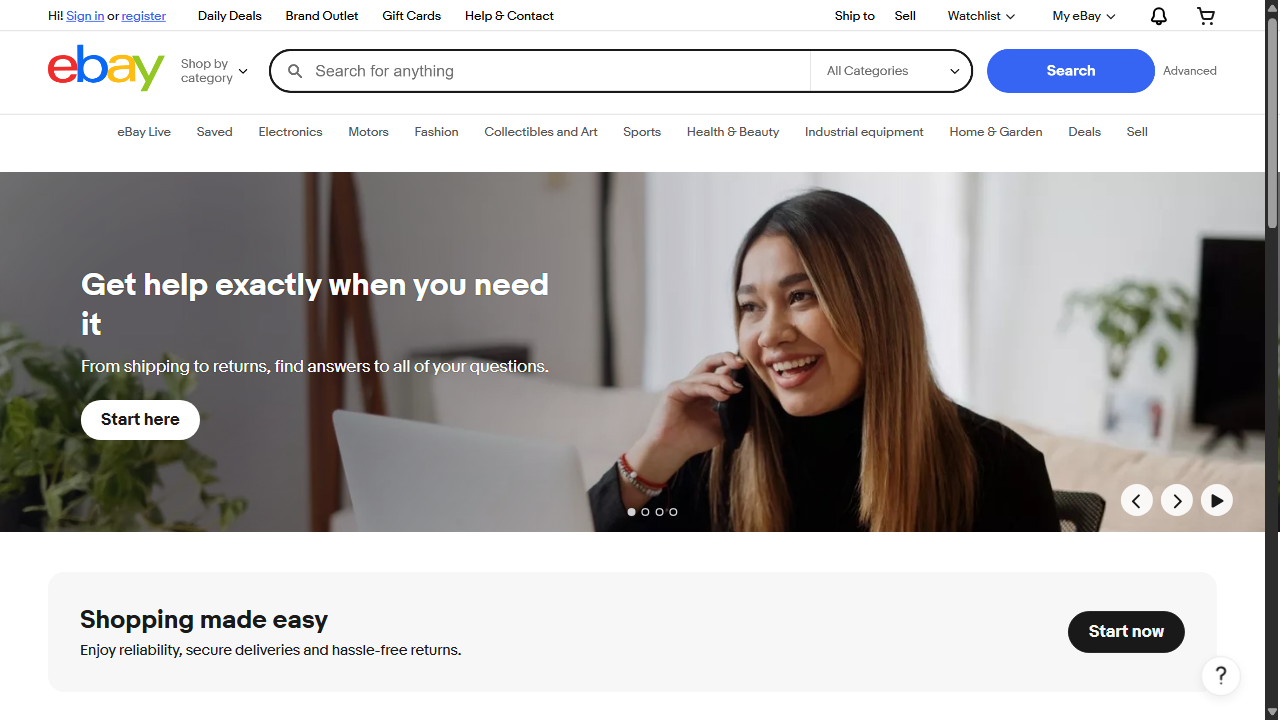 Hi! Sign in or register
Daily Deals
Brand Outlet
Gift Cards
Help & Contact
Ship to
Sell
Watchlist
My eBay
ebay
Shop by
category
Search for anything
All Categories
Search
Advanced
eBay Live
Saved
Electronics
Motors
Fashion
Collectibles and Art
Sports
Health & Beauty
Industrial equipment
Home & Garden
Deals
Sell
Get help exactly when you need
it
From shipping to returns, find answers to all of your questions.
Start here
Shopping made easy
Enjoy reliability, secure deliveries and hassle-free returns.
Start now
?